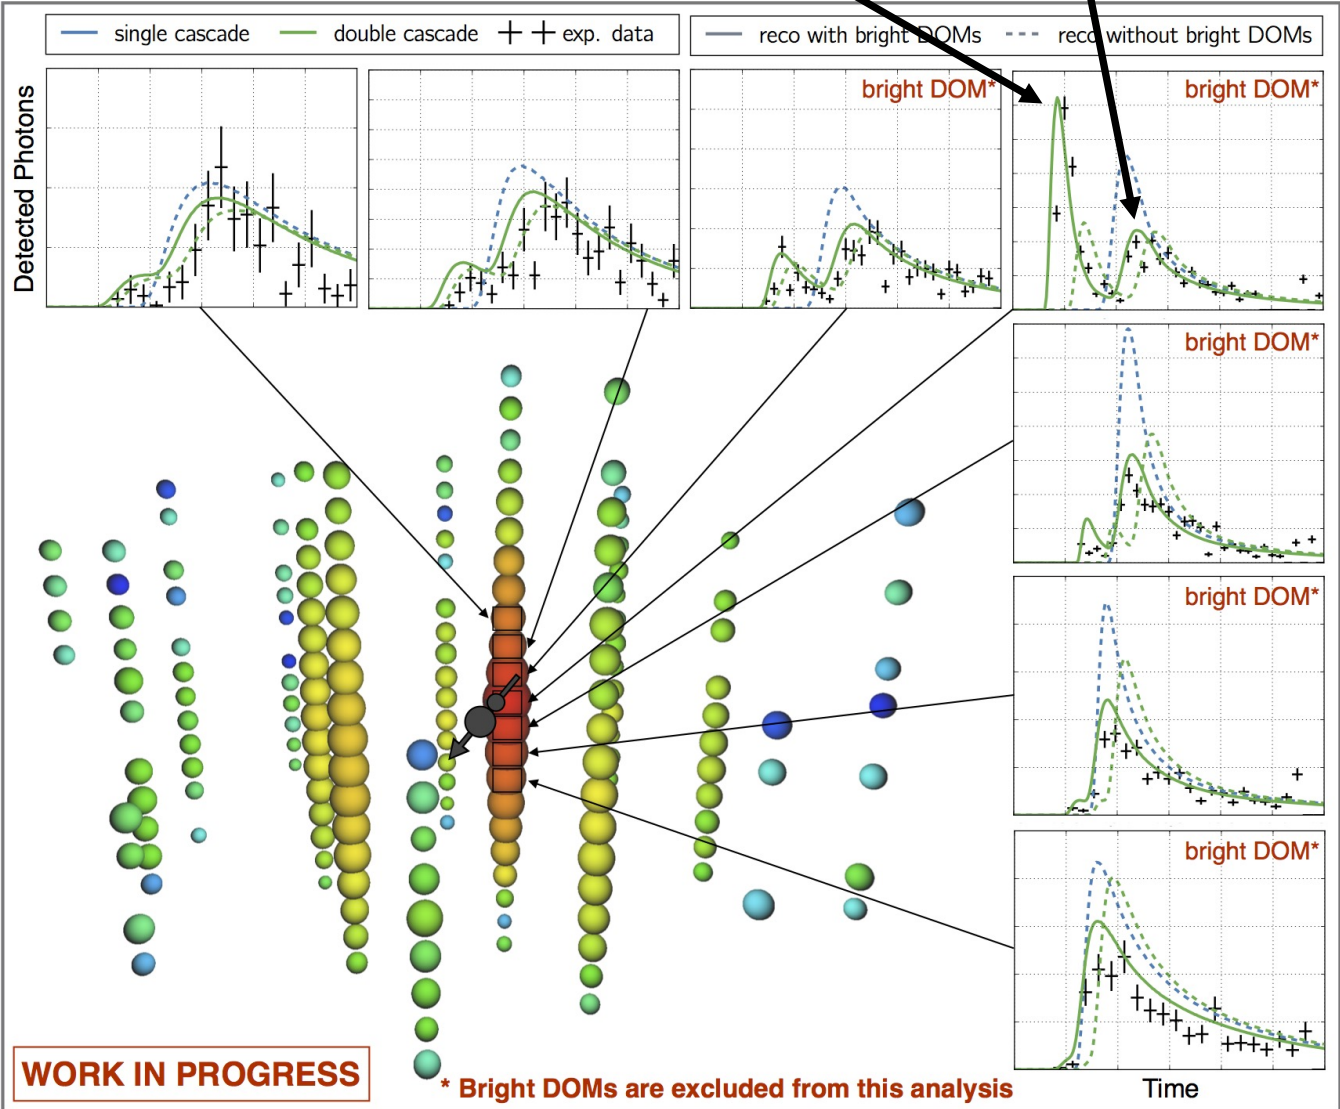 single cascade double cascade exp. data
reco with bright DOMs reco without bright DOMs
Detected Photons
bright DOM*
bright DOM*
bright DOM*
bright DOM*
bright DOM*
WORK IN PROGRESS
* Bright DOMs are excluded from this analysis
Time